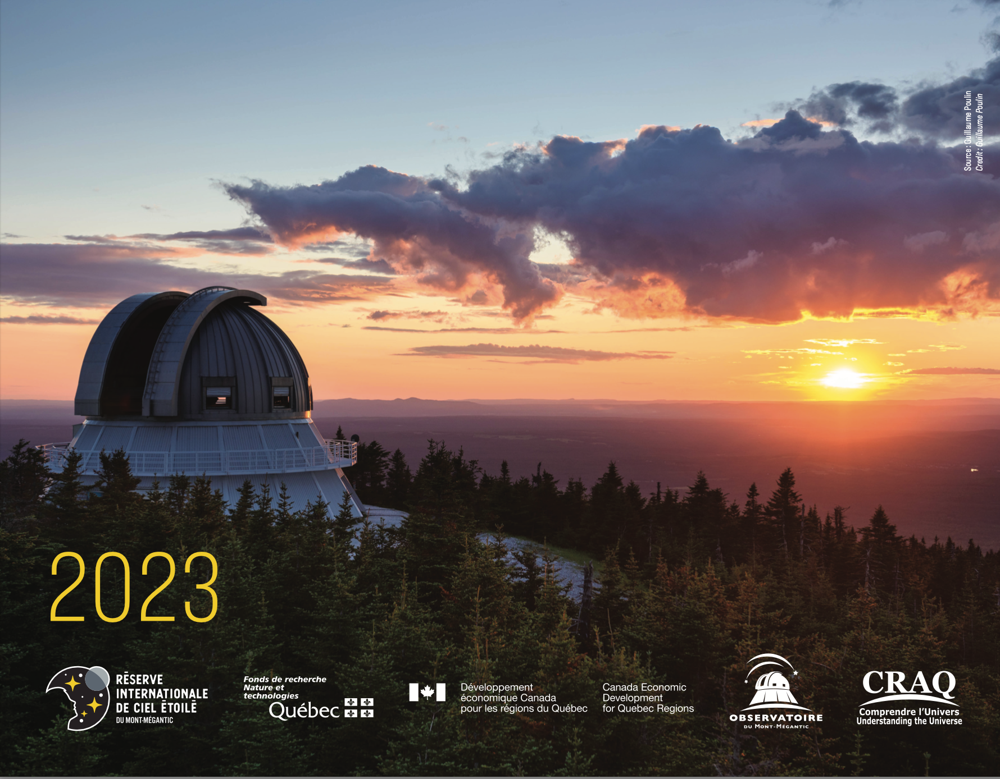 Source : Guillaume Poulin
Credit : Guillaume Poulin
2023
RÉSERVE
INTERNATIONALE
DE CIEL ÉTOILÉ
DU MONT-MÉGANTIC
Fonds de recherche
Nature et
technologies
Québec
Développement
économique Canada
pour les régions du Québec
Canada Economic
Development
for Quebec Regions
OBSERVATOIRE
DU MONT-MÉGANTIC
CRAQ
Comprendre l'Univers
Understanding the Universe